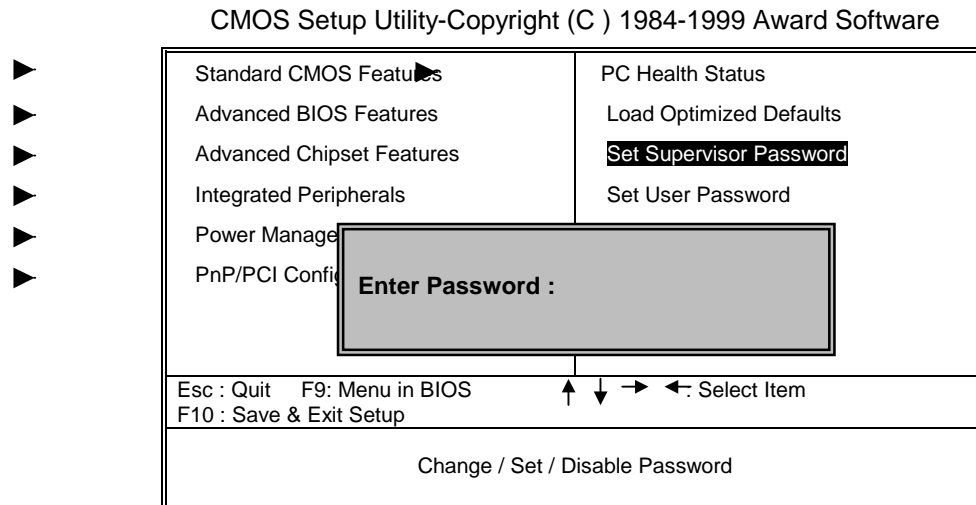 CMOS Setup Utility-Copyright (C ) 1984-1999 Award Software
Standard CMOS Features
Advanced BIOS Features
Advanced Chipset Features
Integrated Peripherals
Power Manage
PnP/PCI Config
PC Health Status
Load Optimized Defaults
Set Supervisor Password
Set User Password
Enter Password :
Esc : Quit F9: Menu in BIOS ↑ ↓ → ← : Select Item
F10 : Save & Exit Setup
Change / Set / Disable Password